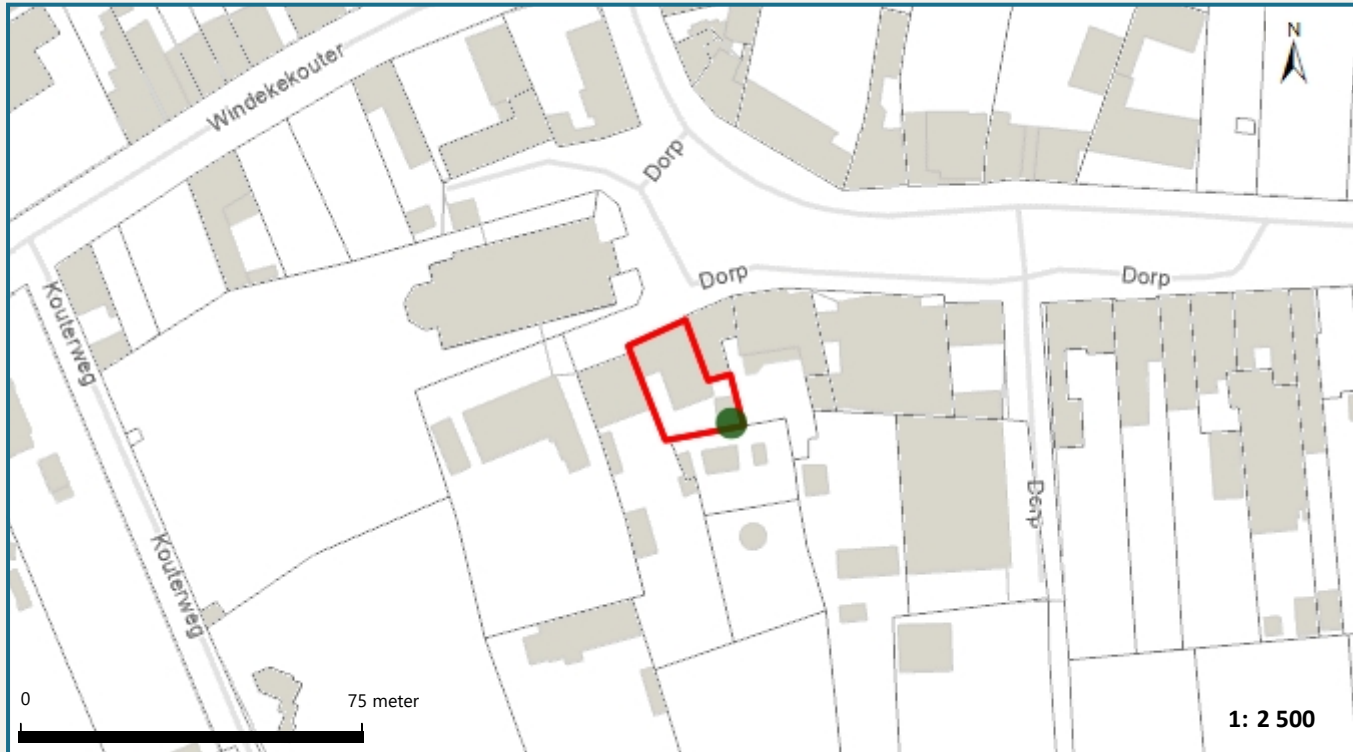 N
Windekekouter
Dorp
Dorp
Dorp
Kouterweg
Dorp
Kouterweg
0
75 meter
1: 2 500